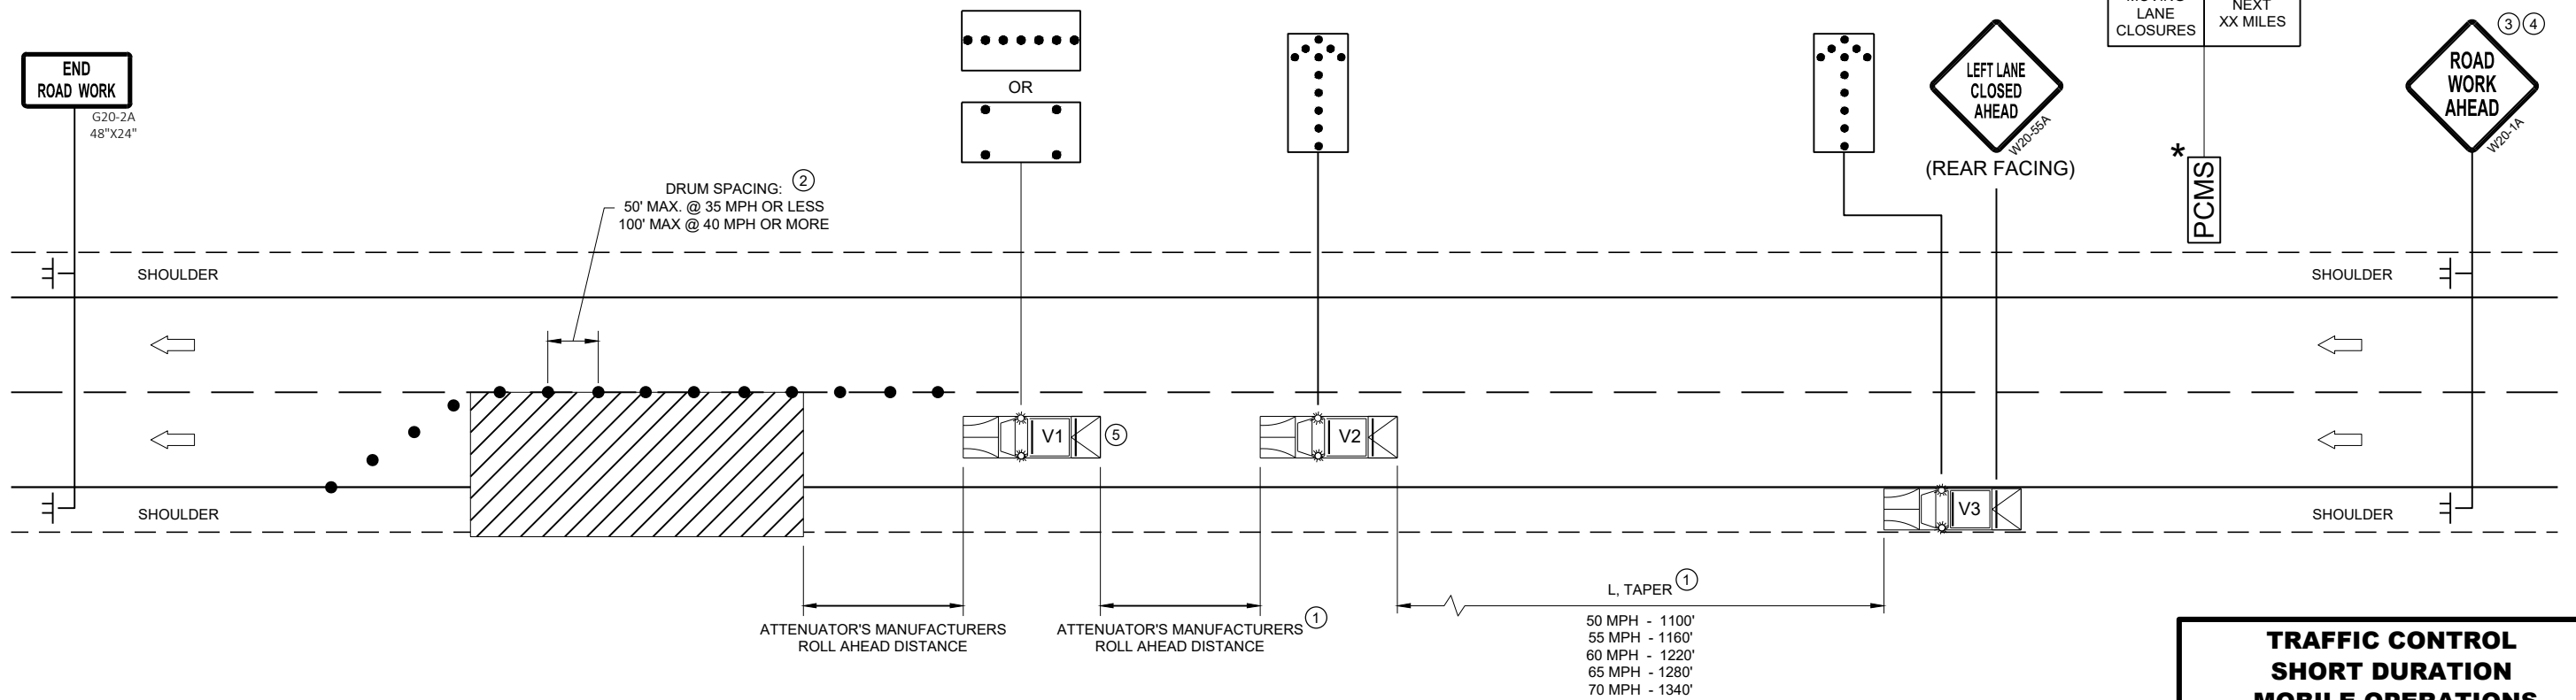 LANE
CLOSURES
NEXT
XX MILES
END
ROAD WORK
G20-2A
48"X24"
OR
LEFT LANE
CLOSED
AHEAD
W20-55A
(REAR FACING)
3 4
ROAD
WORK
AHEAD
W20-1A
*
PCMS
DRUM SPACING: 2
50' MAX. @ 35 MPH OR LESS
100' MAX @ 40 MPH OR MORE
SHOULDER
SHOULDER
V1
5
V2
V3
SHOULDER
SHOULDER
ATTENUATOR'S MANUFACTURERS
ROLL AHEAD DISTANCE
ATTENUATOR'S MANUFACTURERS 1
ROLL AHEAD DISTANCE
L, TAPER 1
50 MPH - 1100'
55 MPH - 1160'
60 MPH - 1220'
65 MPH - 1280'
70 MPH - 1340'
TRAFFIC CONTROL
SHORT DURATION
MOBILE OPERATIONS